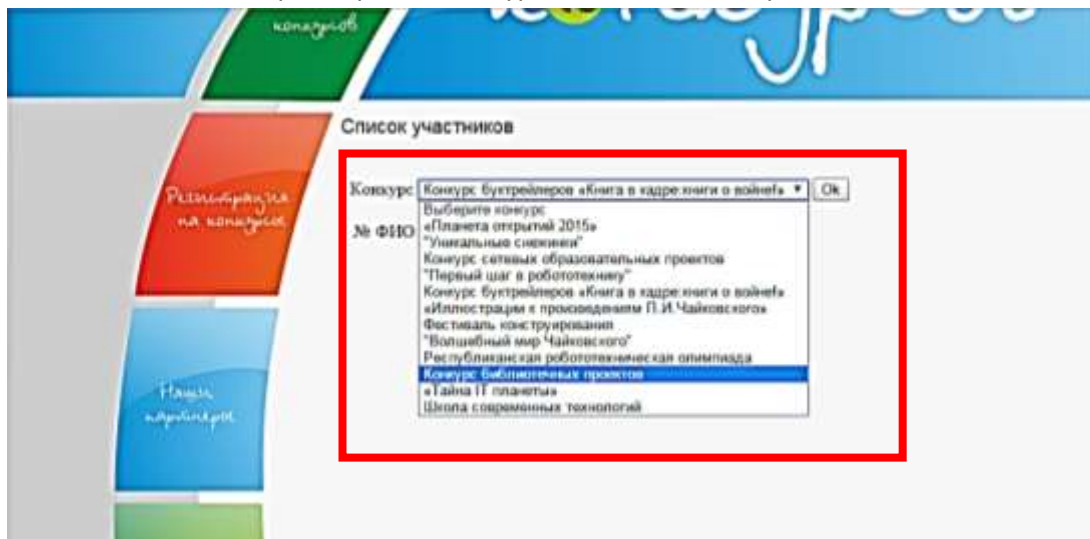 конкурсов
Список участников
Регистрация
на конкурсы
Конкурс Конкурс буктрейлеров «Книга в кадре:книги о войне!» Ok
Выберите конкурс
№ ФИО
«Планета открытий 2015»
"Уникальные снежинки"
Конкурс сетевых образовательных проектов
"Первый шаг в робототехнику"
Конкурс буктрейлеров «Книга в кадре:книги о войне!»
«Иллюстрации к произведениям П.И.Чайковского»
Фестиваль конструирования
"Волшебный мир Чайковского"
Республиканская робототехническая олимпиада
Конкурс библиотечных проектов
«Тайна IT планеты»
Школа современных технологий
Наши
партнеры